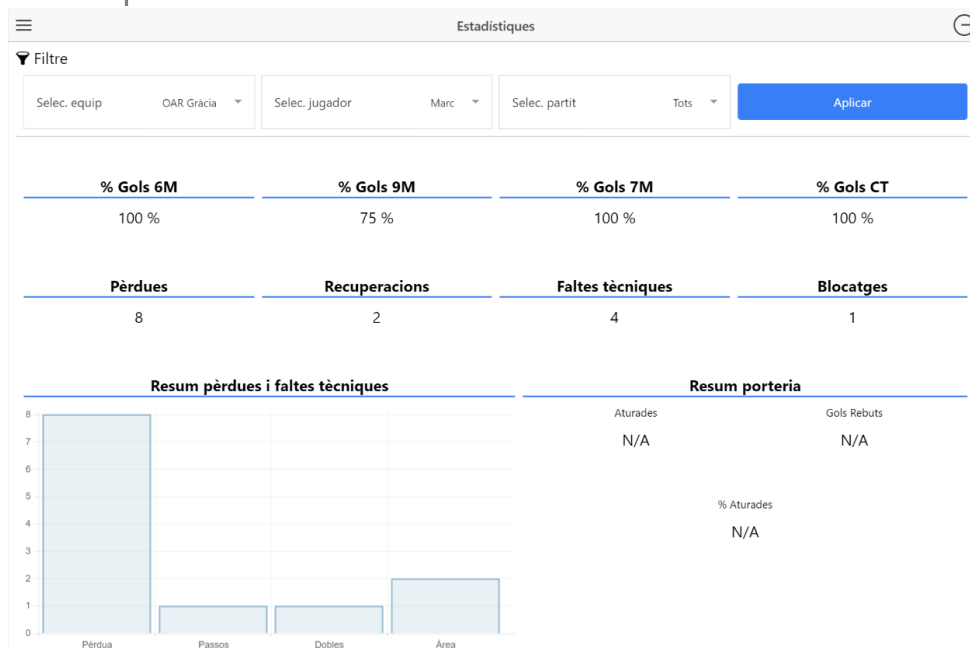 Estadístiques
Filtre
Selec. equip OAR Gràcia Selec. jugador Marc Selec. partit Tots Aplicar
% Gols 6M % Gols 9M % Gols 7M % Gols CT
100 % 75 % 100 % 100 %
Pèrdues Recuperacions Faltes tècniques Blocatges
8 2 4 1
Resum pèrdues i faltes tècniques Resum porteria
Aturades Gols Rebuts
N/A N/A
% Aturades
N/A
8
7
6
5
4
3
2
1
0
Pèrdua Passos Dobles Àrea